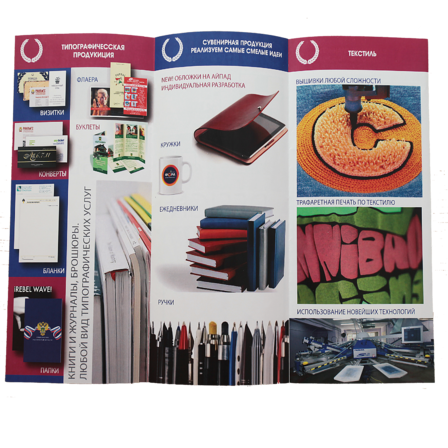 ТИПОГРАФИЧЕССКАЯ
ПРОДУКЦИЯ
ФЛАЕРА
ВИЗИТКИ
БУКЛЕТЫ
КОНВЕРТЫ
БЛАНКИ
REBEL WAVE!
ПАПКИ
КНИГИ И ЖУРНАЛЫ, БРОШЮРЫ,
ЛЮБОЙ ВИД ТИПОГРАФИЧЕСКИХ УСЛУГ
СУВЕНИРНАЯ ПРОДУКЦИЯ
РЕАЛИЗУЕМ САМЫЕ СМЕЛЫЕ ИДЕИ
NEW! ОБЛОЖКИ НА АЙПАД
ИНДИВИДУАЛЬНАЯ РАЗРАБОТКА
КРУЖКИ
ЕЖЕДНЕВНИКИ
РУЧКИ
ТЕКСТИЛЬ
ВЫШИВКИ ЛЮБОЙ СЛОЖНОСТИ
ТРАФАРЕТНАЯ ПЕЧАТЬ ПО ТЕКСТИЛЮ
ИСПОЛЬЗОВАНИЕ НОВЕЙШИХ ТЕХНОЛОГИЙ